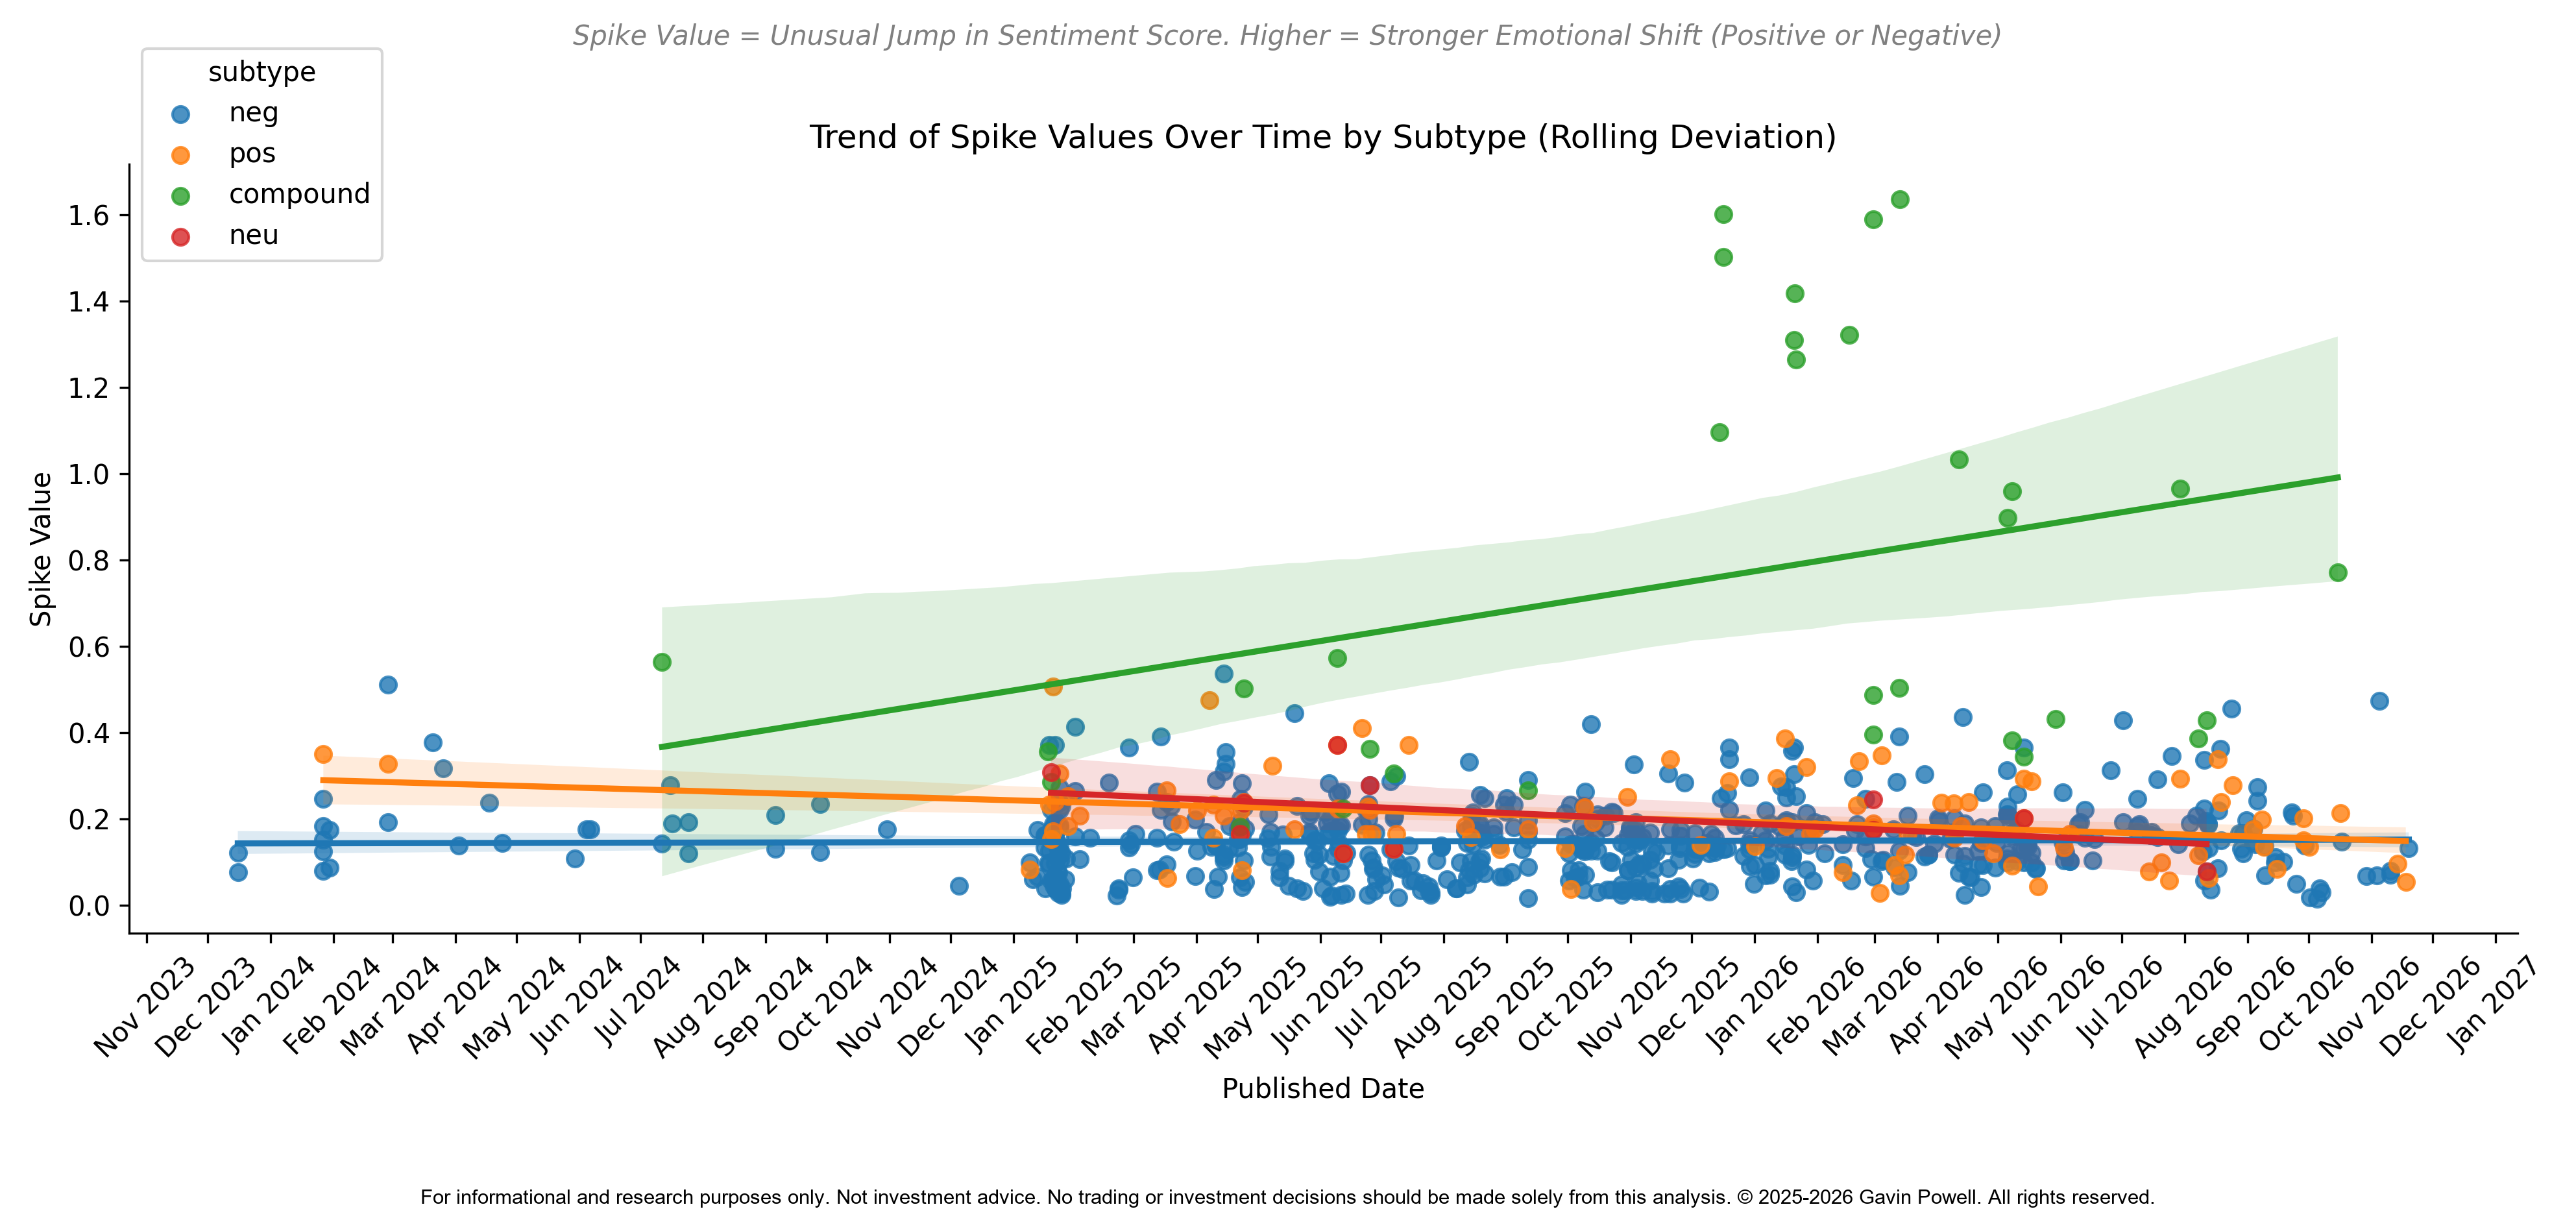 Spike Value = Unusual Jump in Sentiment Score. Higher = Stronger Emotional Shift (Positive or Negative)
subtype
neg
pos
compound
neu
Trend of Spike Values Over Time by Subtype (Rolling Deviation)
Spike Value
1.6
1.4
1.2
1.0
0.8
0.6
0.4
0.2
0.0
Nov 2023
Dec 2023
Jan 2024
Feb 2024
Mar 2024
Apr 2024
May 2024
Jun 2024
Jul 2024
Aug 2024
Sep 2024
Oct 2024
Nov 2024
Dec 2024
Jan 2025
Feb 2025
Mar 2025
Apr 2025
May 2025
Jun 2025
Jul 2025
Aug 2025
Sep 2025
Oct 2025
Nov 2025
Dec 2025
Jan 2026
Feb 2026
Mar 2026
Apr 2026
May 2026
Jun 2026
Jul 2026
Aug 2026
Sep 2026
Oct 2026
Nov 2026
Dec 2026
Jan 2027
Published Date
For informational and research purposes only. Not investment advice. No trading or investment decisions should be made solely from this analysis. © 2025-2026 Gavin Powell. All rights reserved.